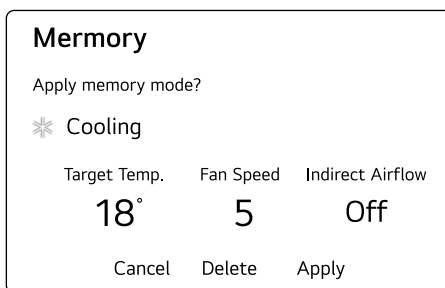 Mermory
Apply memory mode?
Cooling
Target Temp. Fan Speed Indirect Airflow
18° 5 Off
Cancel Delete Apply